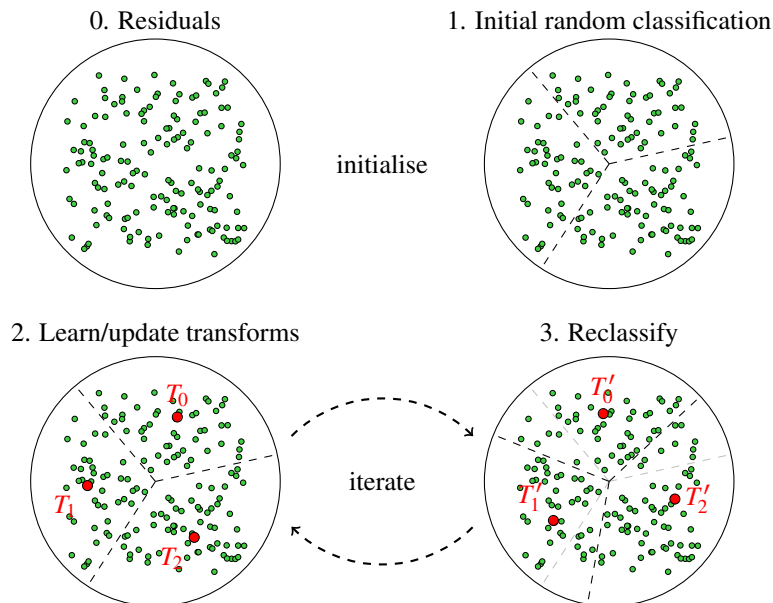 0. Residuals
1. Initial random classification
initialise
2. Learn/update transforms
3. Reclassify
T0
T1
T2
iterate
T′0
T′1
T′2